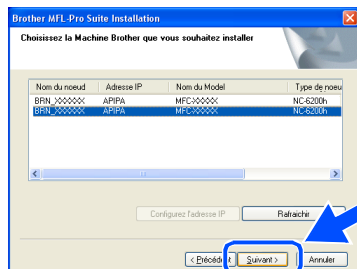 Brother MFL-Pro Suite Installation
Choisissez la Machine Brother que vous souhaitez installer
Nom du noeud Adresse IP Nom du Model Type de noeu
BRN_XXXXXX APIPA MFC-XXXXX NC-6200h
BRN_XXXXXX APIPA MFC-XXXXX NC-6200h
Configurez l'adresse IP Rafraichir
< Précédent Suivant > Annuler